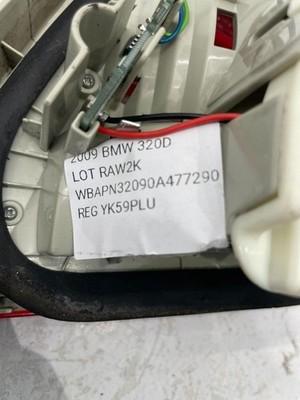 2009 BMW 320D
LOT RAW2K
WBAPN32090A477290
REG YK59PLU